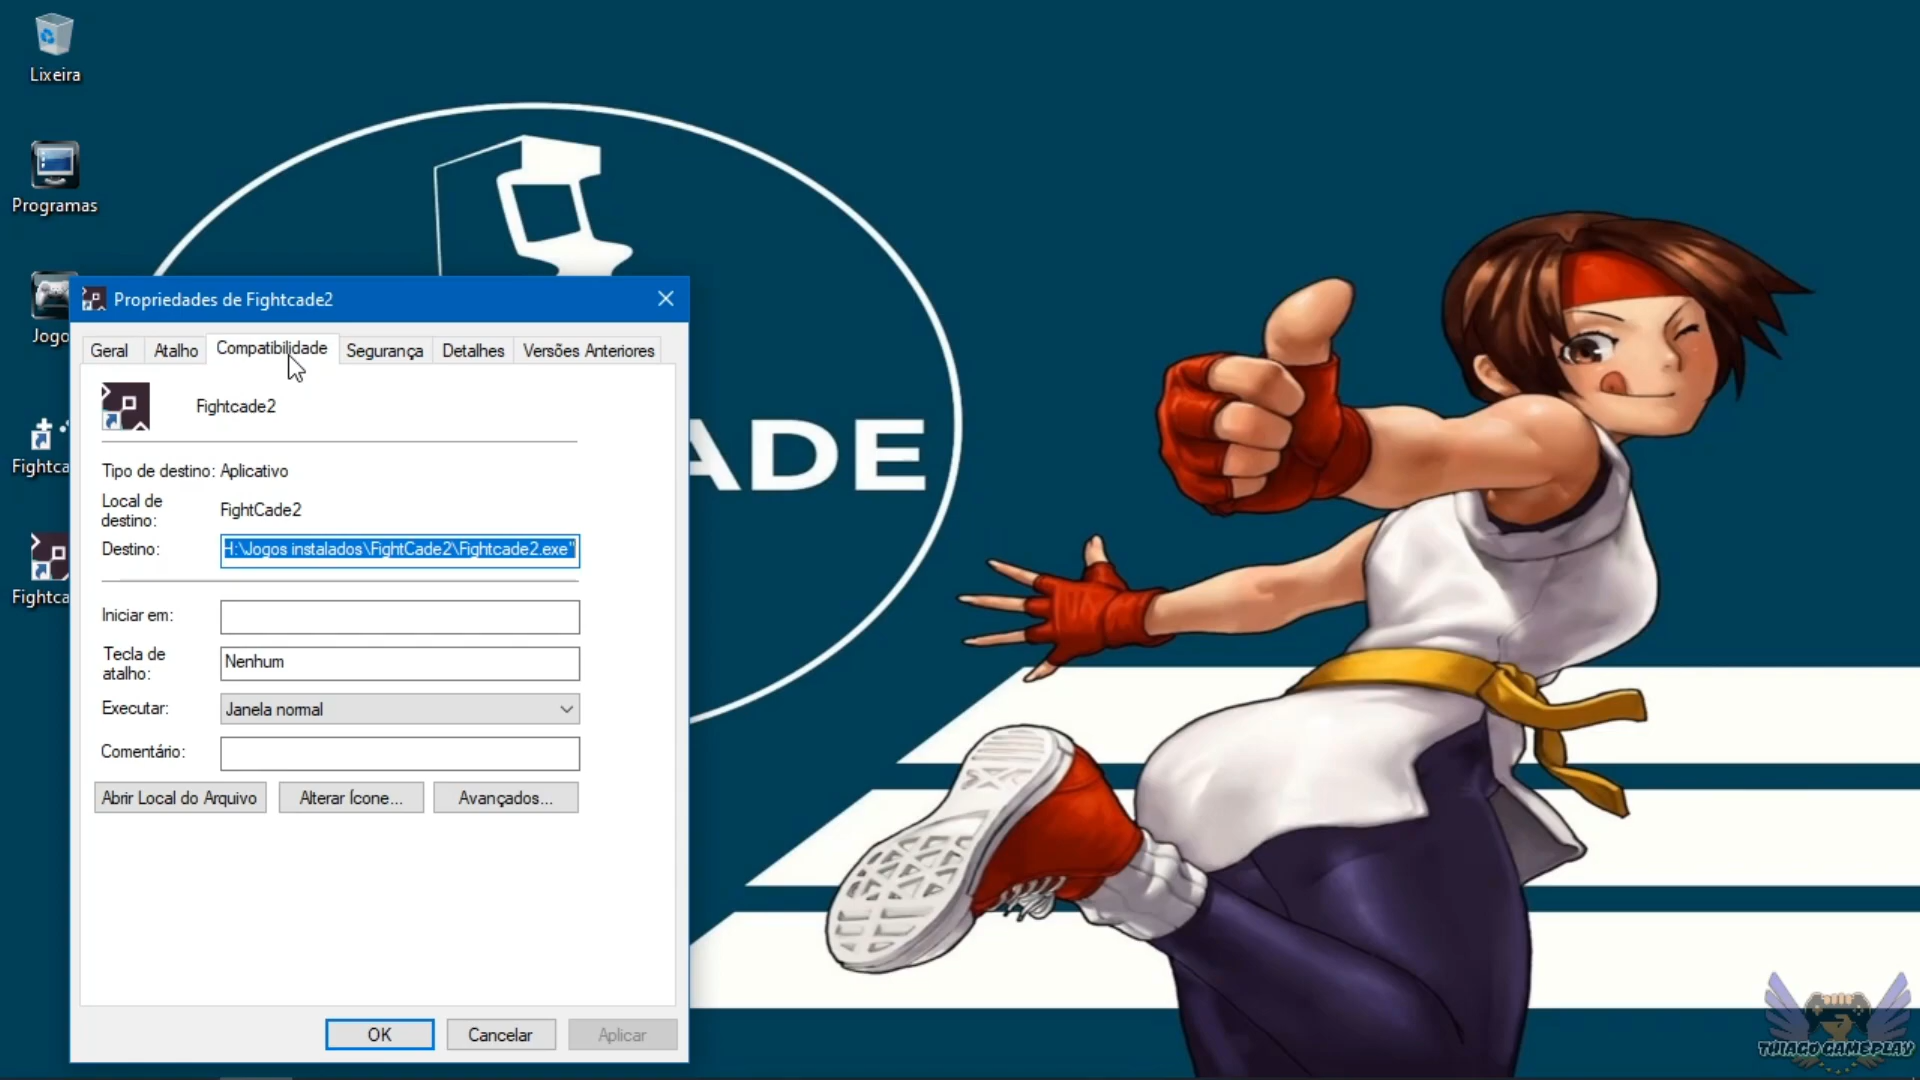 Lixeira
Programas
Jogo
Fightca
Fightca
ADE
Propriedades de Fightcade2
Geral
Atalho
Compatibilidade
Segurança
Detalhes
Versões Anteriores
Fightcade2
Tipo de destino: Aplicativo
Local de
destino:
FightCade2
Destino:
H:\Jogos instalados\FightCade2\Fightcade2.exe"
Iniciar em:
Tecla de
atalho:
Nenhum
Executar:
Janela normal
Comentário:
Abrir Local do Arquivo
Alterar Ícone...
Avançados...
OK
Cancelar
Aplicar
THIAGO GAMEPLAY